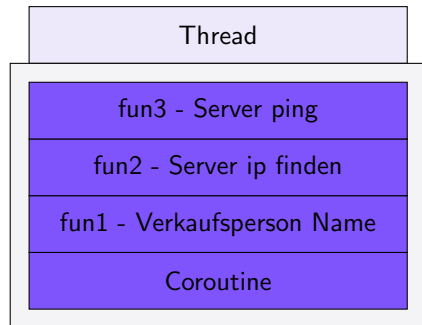 Thread
fun3 - Server ping
fun2 - Server ip finden
fun1 - Verkaufsperson Name
Coroutine